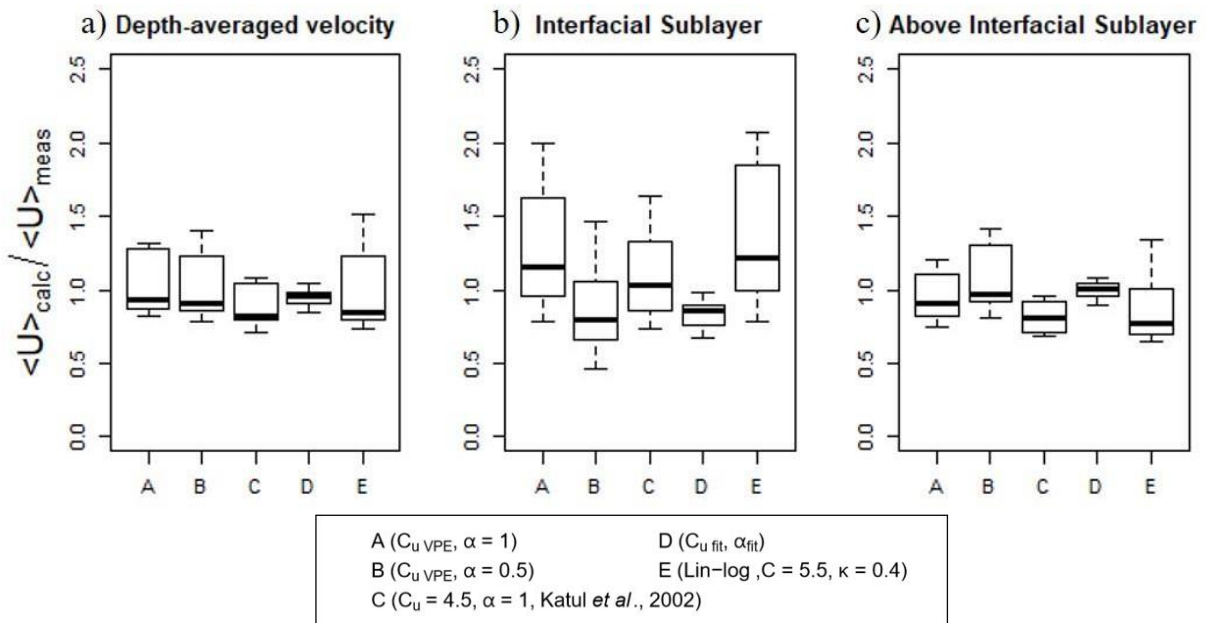 a) Depth-averaged velocity
b) Interfacial Sublayer
c) Above Interfacial Sublayer
<U>calc / <U>meas
2.5
2.0
1.5
1.0
0.5
0.0
A B C D E
2.5
2.0
1.5
1.0
0.5
0.0
A B C D E
2.5
2.0
1.5
1.0
0.5
0.0
A B C D E
A (Cu VPE, α = 1)
B (Cu VPE, α = 0.5)
C (Cu = 4.5, α = 1, Katul et al., 2002)
D (Cu fit, αfit)
E (Lin−log ,C = 5.5, κ = 0.4)